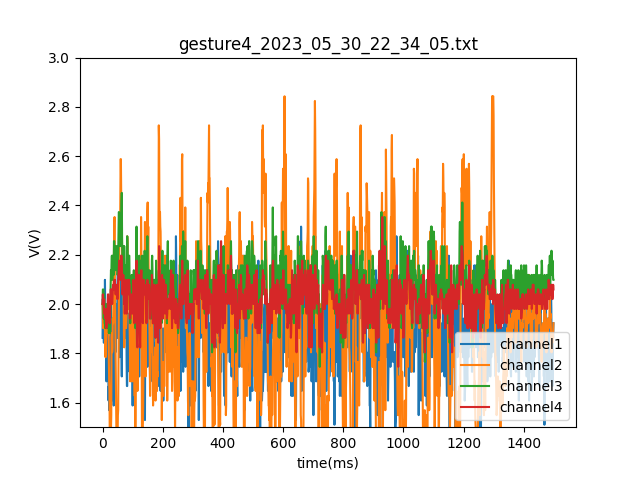 gesture4_2023_05_30_22_34_05.txt
3.0
2.8
2.6
2.4
2.2
2.0
1.8
1.6
V(V)
channel1
channel2
channel3
channel4
0 200 400 600 800 1000 1200 1400
time(ms)